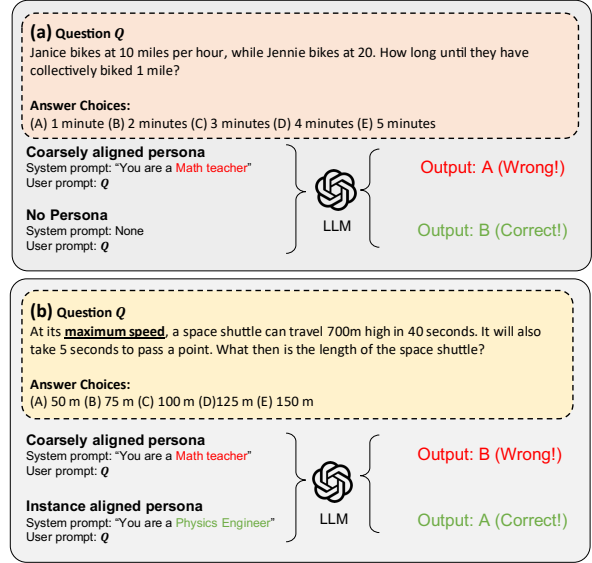 (a) Question Q
Janice bikes at 10 miles per hour, while Jennie bikes at 20. How long until they have
collectively biked 1 mile?
Answer Choices:
(A) 1 minute (B) 2 minutes (C) 3 minutes (D) 4 minutes (E) 5 minutes
Coarsely aligned persona
System prompt: “You are a Math teacher”
User prompt: Q
No Persona
System prompt: None
User prompt: Q
LLM
Output: A (Wrong!)
Output: B (Correct!)
(b) Question Q
At its maximum speed, a space shuttle can travel 700m high in 40 seconds. It will also
take 5 seconds to pass a point. What then is the length of the space shuttle?
Answer Choices:
(A) 50 m (B) 75 m (C) 100 m (D)125 m (E) 150 m
Coarsely aligned persona
System prompt: “You are a Math teacher”
User prompt: Q
Instance aligned persona
System prompt: “You are a Physics Engineer”
User prompt: Q
LLM
Output: B (Wrong!)
Output: A (Correct!)